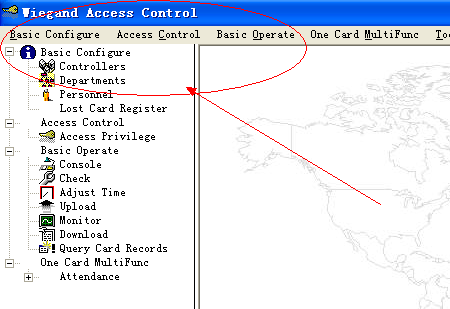 Wiegand Access Control
Basic Configure Access Control Basic Operate One Card MultiFunc
Basic Configure
Controllers
Departments
Personnel
Lost Card Register
Access Control
Access Privilege
Basic Operate
Console
Check
Adjust Time
Upload
Monitor
Download
Query Card Records
One Card MultiFunc
Attendance